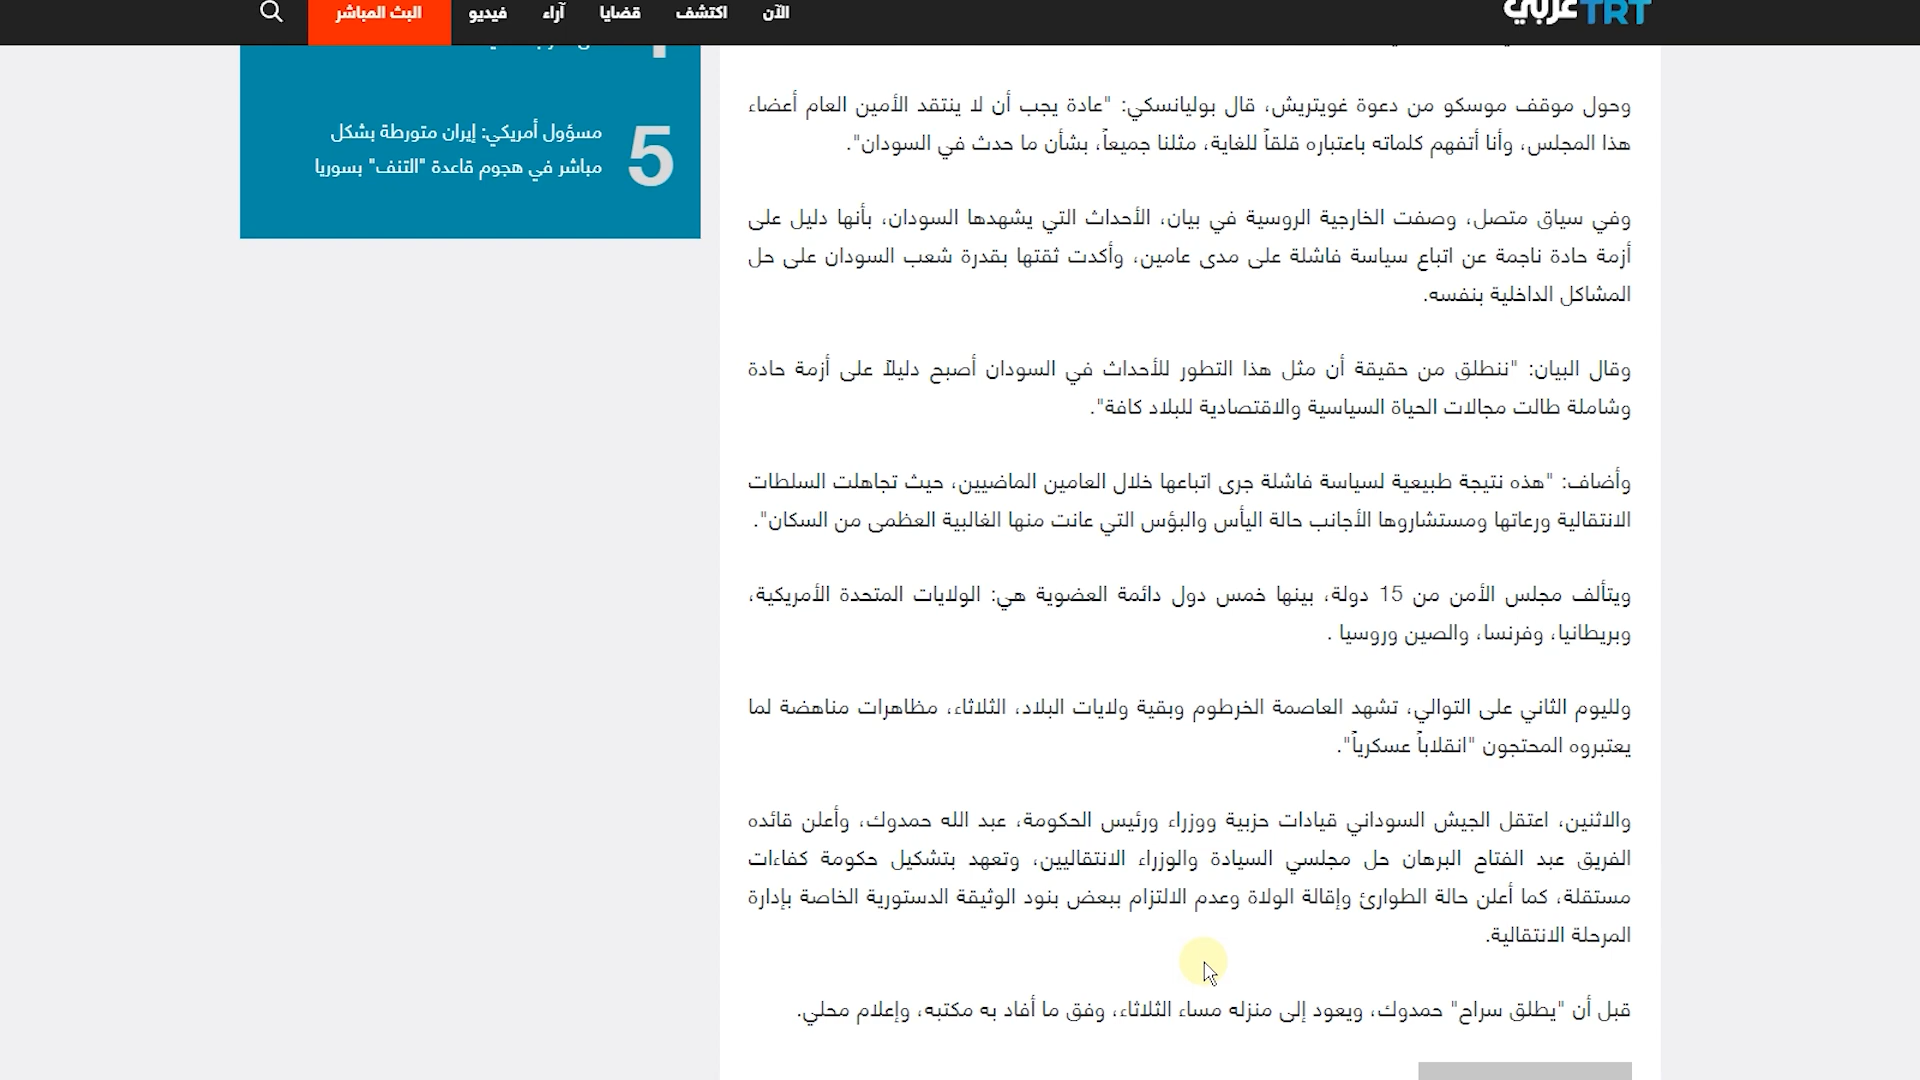 TRT عربي
الآن
اكتشف
قضايا
آراء
فيديو
البث المباشر
وحول موقف موسكو من دعوة غويتريش، قال بوليانسكي: "عادة يجب أن لا ينتقد الأمين العام أعضاء
هذا المجلس، وأنا أتفهم كلماته باعتباره قلقاً للغاية، مثلنا جميعاً، بشأن ما حدث في السودان".
وفي سياق متصل، وصفت الخارجية الروسية في بيان، الأحداث التي يشهدها السودان، بأنها دليل على
أزمة حادة ناجمة عن اتباع سياسة فاشلة على مدى عامين، وأكدت ثقتها بقدرة شعب السودان على حل
المشاكل الداخلية بنفسه.
وقال البيان: "ننطلق من حقيقة أن مثل هذا التطور للأحداث في السودان أصبح دليلاً على أزمة حادة
وشاملة طالت مجالات الحياة السياسية والاقتصادية للبلاد كافة".
وأضاف: "هذه نتيجة طبيعية لسياسة فاشلة جرى اتباعها خلال العامين الماضيين، حيث تجاهلت السلطات
الانتقالية ورعاتها ومستشاروها الأجانب حالة اليأس والبؤس التي عانت منها الغالبية العظمى من السكان".
ويتألف مجلس الأمن من 15 دولة، بينها خمس دول دائمة العضوية هي: الولايات المتحدة الأمريكية،
وبريطانيا، وفرنسا، والصين وروسيا .
ولليوم الثاني على التوالي، تشهد العاصمة الخرطوم وبقية ولايات البلاد، الثلاثاء، مظاهرات مناهضة لما
يعتبروه المحتجون "انقلاباً عسكرياً".
والاثنين، اعتقل الجيش السوداني قيادات حزبية ووزراء ورئيس الحكومة، عبد الله حمدوك، وأعلن قائده
الفريق عبد الفتاح البرهان حل مجلسي السيادة والوزراء الانتقاليين، وتعهد بتشكيل حكومة كفاءات
مستقلة، كما أعلن حالة الطوارئ وإقالة الولاة وعدم الالتزام ببعض بنود الوثيقة الدستورية الخاصة بإدارة
المرحلة الانتقالية.
قبل أن "يطلق سراح" حمدوك، ويعود إلى منزله مساء الثلاثاء، وفق ما أفاد به مكتبه، وإعلام محلي.
5
مسؤول أمريكي: إيران متورطة بشكل
مباشر في هجوم قاعدة "التنف" بسوريا